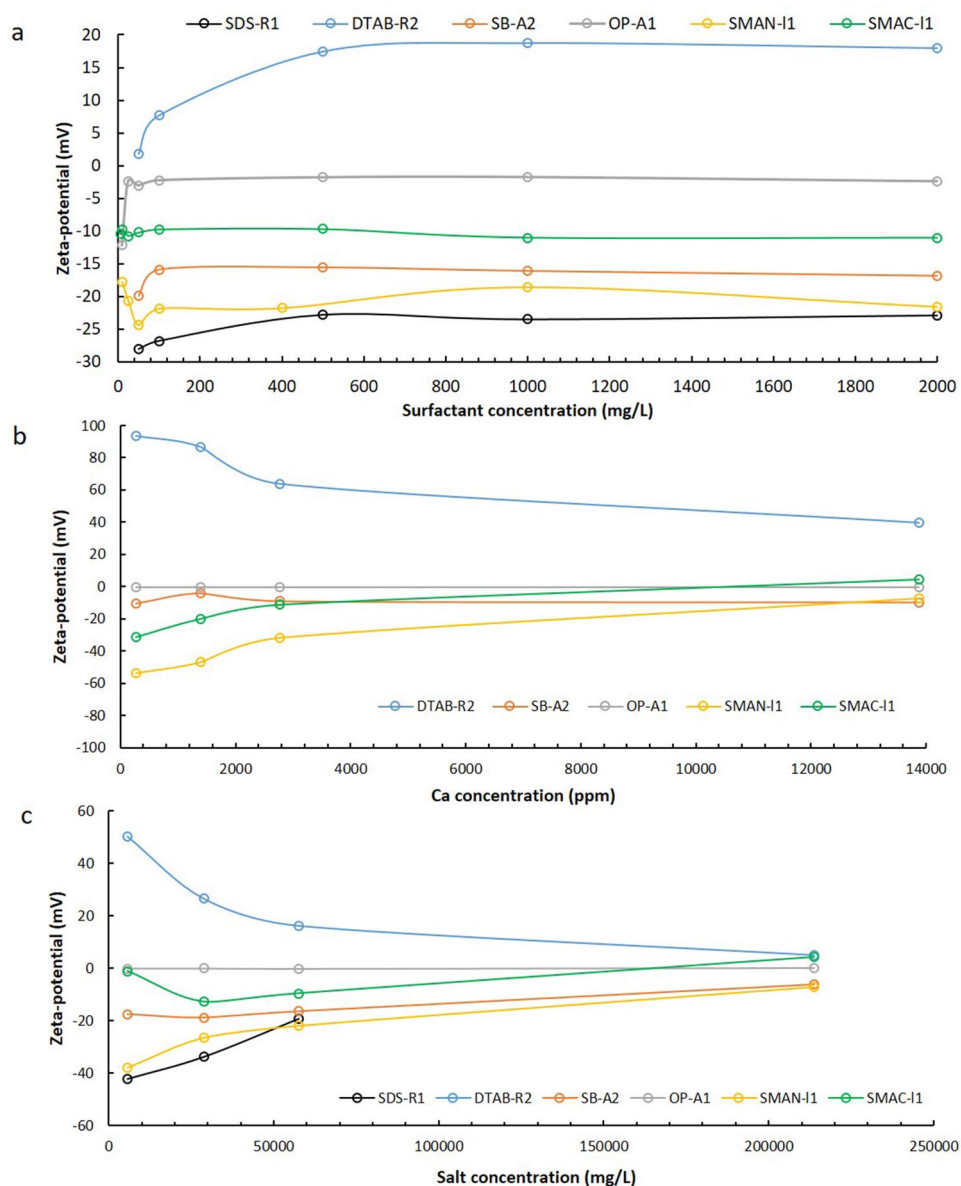 a
SDS-R1 DTAB-R2 SB-A2 OP-A1 SMAN-l1 SMAC-l1
20
15
10
5
0
-5
-10
-15
-20
-25
-30
Zeta-potential (mV)
0 200 400 600 800 1000 1200 1400 1600 1800 2000
Surfactant concentration (mg/L)
b
100
80
60
40
20
0
-20
-40
-60
-80
-100
Zeta-potential (mV)
DTAB-R2 SB-A2 OP-A1 SMAN-l1 SMAC-l1
0 2000 4000 6000 8000 10000 12000 14000
Ca concentration (ppm)
c
60
40
20
0
-20
-40
-60
Zeta-potential (mV)
SDS-R1 DTAB-R2 SB-A2 OP-A1 SMAN-l1 SMAC-l1
0 50000 100000 150000 200000 250000
Salt concentration (mg/L)